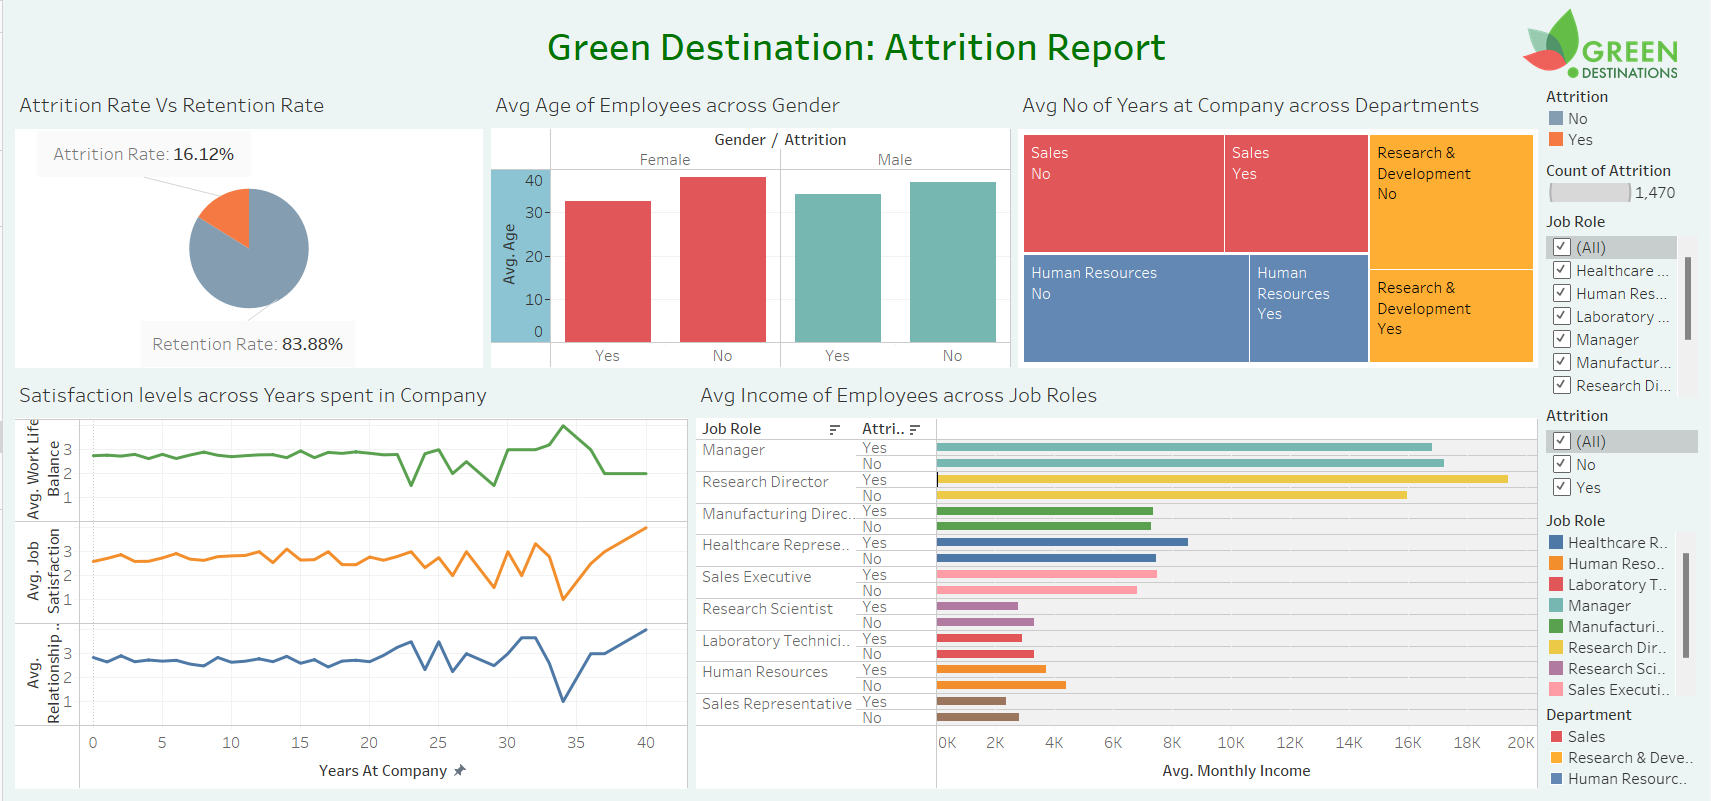 Green Destination: Attrition Report
GREEN
DESTINATIONS
Attrition Rate Vs Retention Rate
Attrition Rate: 16.12%
Retention Rate: 83.88%
Avg Age of Employees across Gender
Gender / Attrition
Female
Male
Avg. Age
40
30
20
10
0
Yes
No
Yes
No
Avg No of Years at Company across Departments
Sales
No
Sales
Yes
Research &
Development
No
Human Resources
No
Human
Resources
Yes
Research &
Development
Yes
Satisfaction levels across Years spent in Company
Avg. Work Life
Balance
3
2
1
Avg. Job
Satisfaction
3
2
1
Avg.
Relationship..
3
2
1
0 5 10 15 20 25 30 35 40
Years At Company
Avg Income of Employees across Job Roles
Job Role Attri..
Manager Yes
No
Research Director Yes
No
Manufacturing Direc.. Yes
No
Healthcare Represe.. Yes
No
Sales Executive Yes
No
Research Scientist Yes
No
Laboratory Technici.. Yes
No
Human Resources Yes
No
Sales Representative Yes
No
0K 2K 4K 6K 8K 10K 12K 14K 16K 18K 20K
Avg. Monthly Income
Attrition
No
Yes
Count of Attrition
1,470
Job Role
(All)
Healthcare ...
Human Res...
Laboratory ...
Manager
Manufactur...
Research Di...
Attrition
(All)
No
Yes
Job Role
Healthcare R..
Human Reso..
Laboratory T..
Manager
Manufacturi..
Research Dir..
Research Sci..
Sales Executi..
Department
Sales
Research & Deve..
Human Resourc..